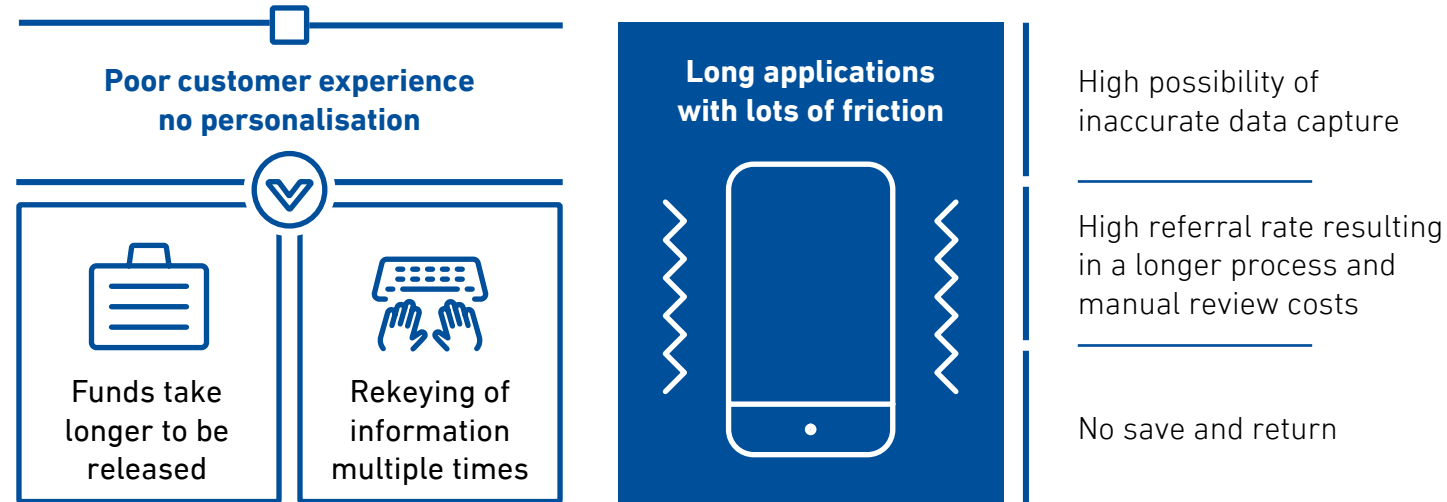 Poor customer experience
no personalisation
Funds take
longer to be
released
Rekeying of
information
multiple times
Long applications
with lots of friction
High possibility of
inaccurate data capture
High referral rate resulting
in a longer process and
manual review costs
No save and return